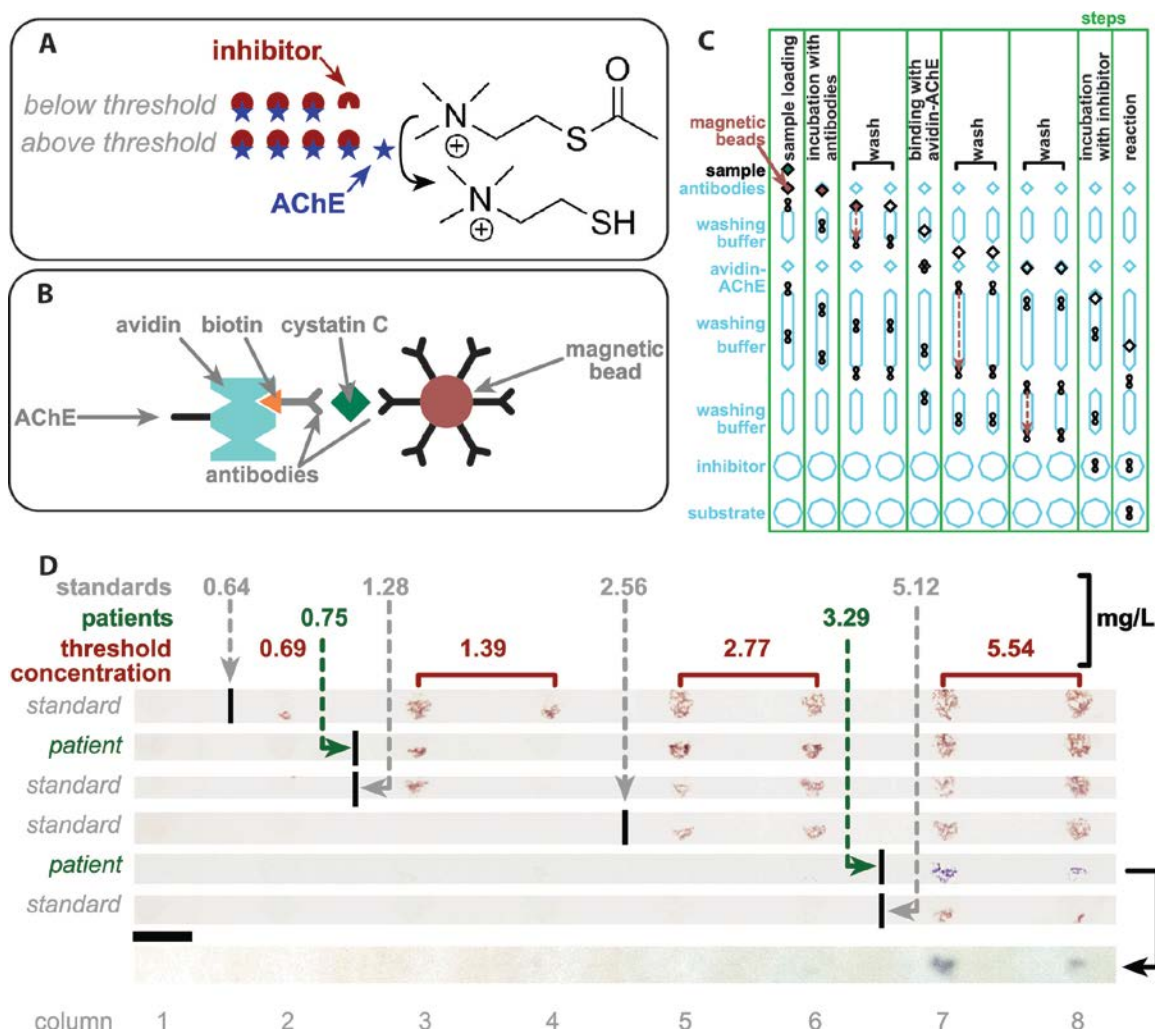 A
inhibitor
below threshold
above threshold
AChE
N
+
O
S
N
+
SH
B
avidin
biotin
cystatin C
magnetic
bead
AChE
antibodies
steps
C
sample loading
incubation with
antibodies
wash
binding with
avidin-AChE
wash
wash
incubation
with inhibitor
reaction
magnetic
beads
sample
antibodies
washing
buffer
avidin-
AChE
washing
buffer
washing
buffer
inhibitor
substrate
D
standards 0.64 1.28 2.56 5.12
patients 0.75 3.29
mg/L
threshold
concentration 0.69 1.39 2.77 5.54
standard
patient
standard
standard
patient
standard
column 1 2 3 4 5 6 7 8